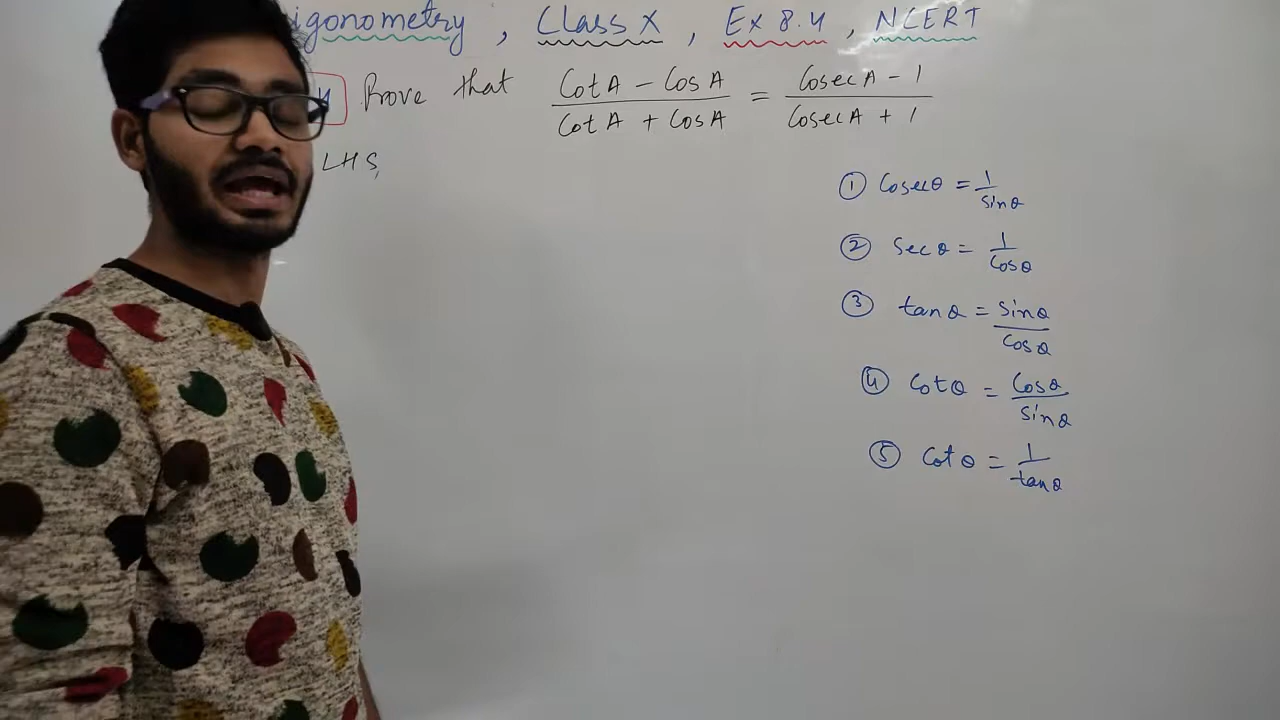 igonometry, Class X, Ex 8.4, NCERT
Prove that (Cot A - Cos A)/(Cot A + Cos A) = (Cosec A - 1)/(Cosec A + 1)
LHS,
① Cosecθ = 1/sinθ
② Secθ = 1/Cosθ
③ tanθ = sinθ/Cosθ
④ Cotθ = Cosθ/sinθ
⑤ Cotθ = 1/tanθ